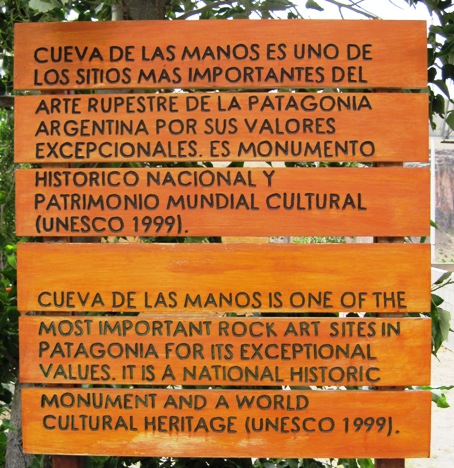 CUEVA DE LAS MANOS ES UNO DE
LOS SITIOS MAS IMPORTANTES DEL
ARTE RUPESTRE DE LA PATAGONIA
ARGENTINA POR SUS VALORES
EXCEPCIONALES. ES MONUMENTO
HISTORICO NACIONAL Y
PATRIMONIO MUNDIAL CULTURAL
(UNESCO 1999).
CUEVA DE LAS MANOS IS ONE OF THE
MOST IMPORTANT ROCK ART SITES IN
PATAGONIA FOR ITS EXCEPTIONAL
VALUES. IT IS A NATIONAL HISTORIC
MONUMENT AND A WORLD
CULTURAL HERITAGE (UNESCO 1999).